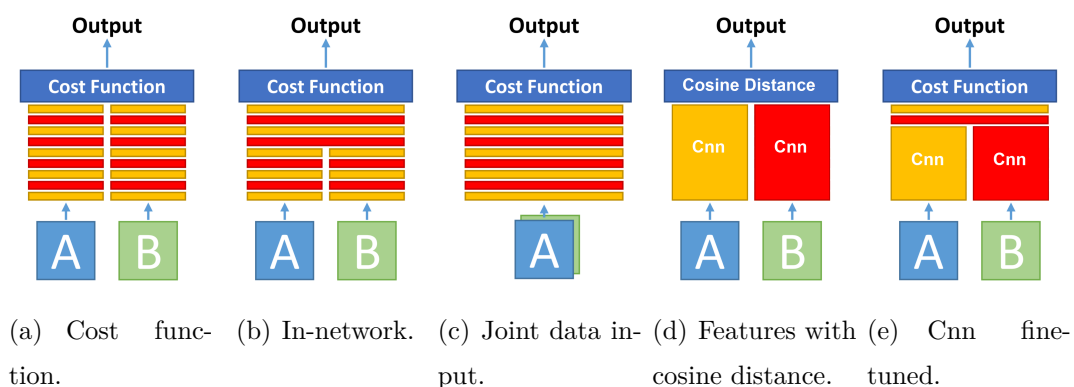 Output Output Output Output Output
Cost Function Cost Function Cost Function Cosine Distance Cost Function
Cnn Cnn Cnn Cnn
A B A B A A B A B
(a) Cost func- (b) In-network. (c) Joint data in- (d) Features with (e) Cnn fine-
tion. put. cosine distance. tuned.